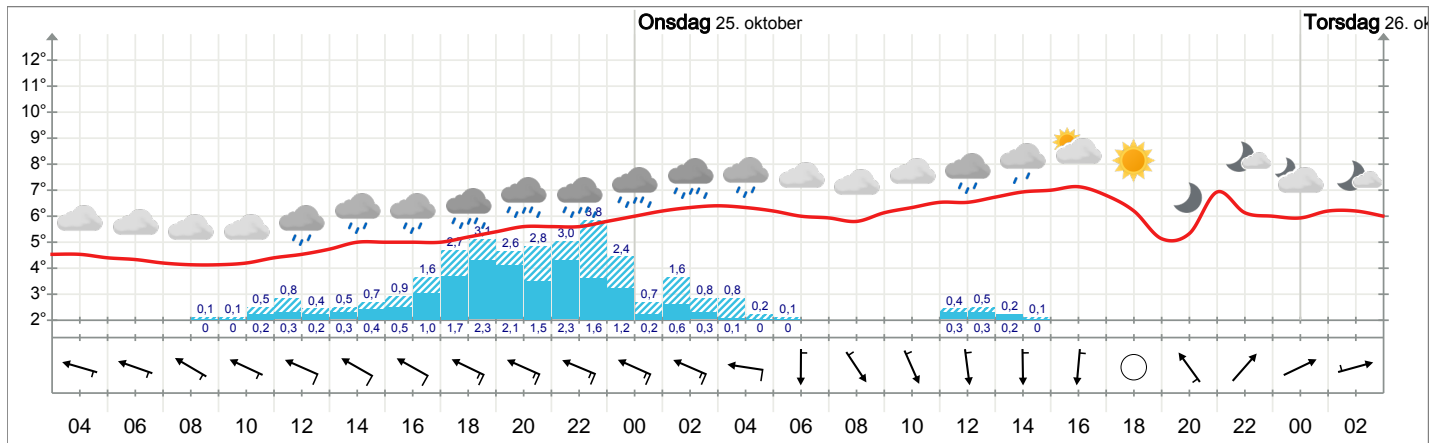 Onsdag 25. oktober
Torsdag 26. ok
12°
11°
10°
9°
8°
7°
6°
5°
4°
3°
2°
0,1 0,1 0,5 0,8 0,4 0,5 0,7 0,9 1,6 2,7 3,1 2,6 2,8 3,0 3,8 2,4 0,7 1,6 0,8 0,8 0,2 0,1 0,4 0,5 0,2 0,1
0 0 0,2 0,3 0,2 0,3 0,4 0,5 1,0 1,7 2,3 2,1 1,5 2,3 1,6 1,2 0,2 0,6 0,3 0,1 0 0 0,3 0,3 0,2 0
04 06 08 10 12 14 16 18 20 22 00 02 04 06 08 10 12 14 16 18 20 22 00 02